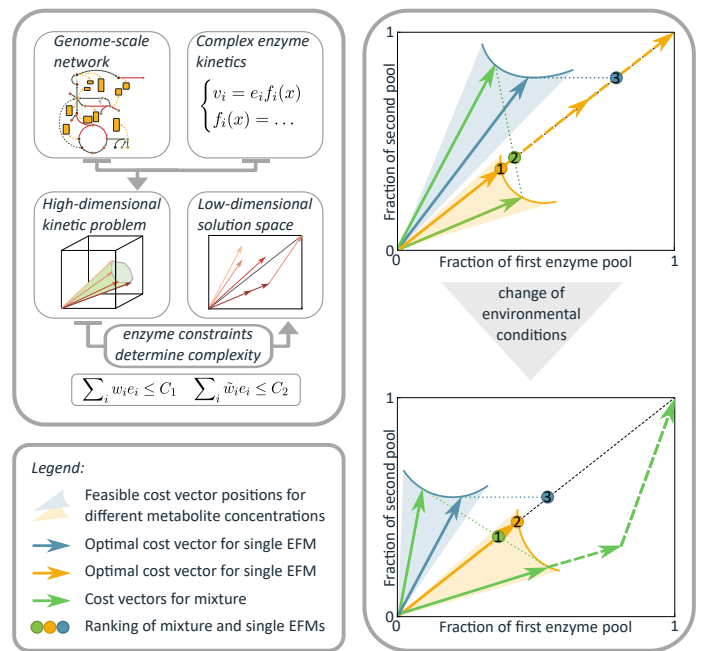 Genome-scale
network
Complex enzyme
kinetics
v_i = e_i f_i(x)
f_i(x) = ...
High-dimensional
kinetic problem
Low-dimensional
solution space
enzyme constraints
determine complexity
∑_i w_i e_i ≤ C_1   ∑_i w̃_i e_i ≤ C_2
Legend:
Feasible cost vector positions for
different metabolite concentrations
Optimal cost vector for single EFM
Optimal cost vector for single EFM
Cost vectors for mixture
Ranking of mixture and single EFMs
1
Fraction of second pool
3
2
1
0
0
Fraction of first enzyme pool
1
change of
environmental
conditions
1
Fraction of second pool
3
2
1
0
0
Fraction of first enzyme pool
1